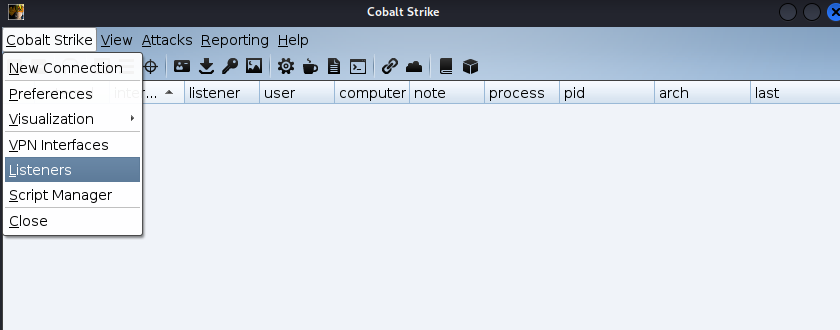 Cobalt Strike
Cobalt Strike View Attacks Reporting Help
New Connection
inter... listener user computer note process pid arch last
Preferences
Visualization
VPN Interfaces
Listeners
Script Manager
Close